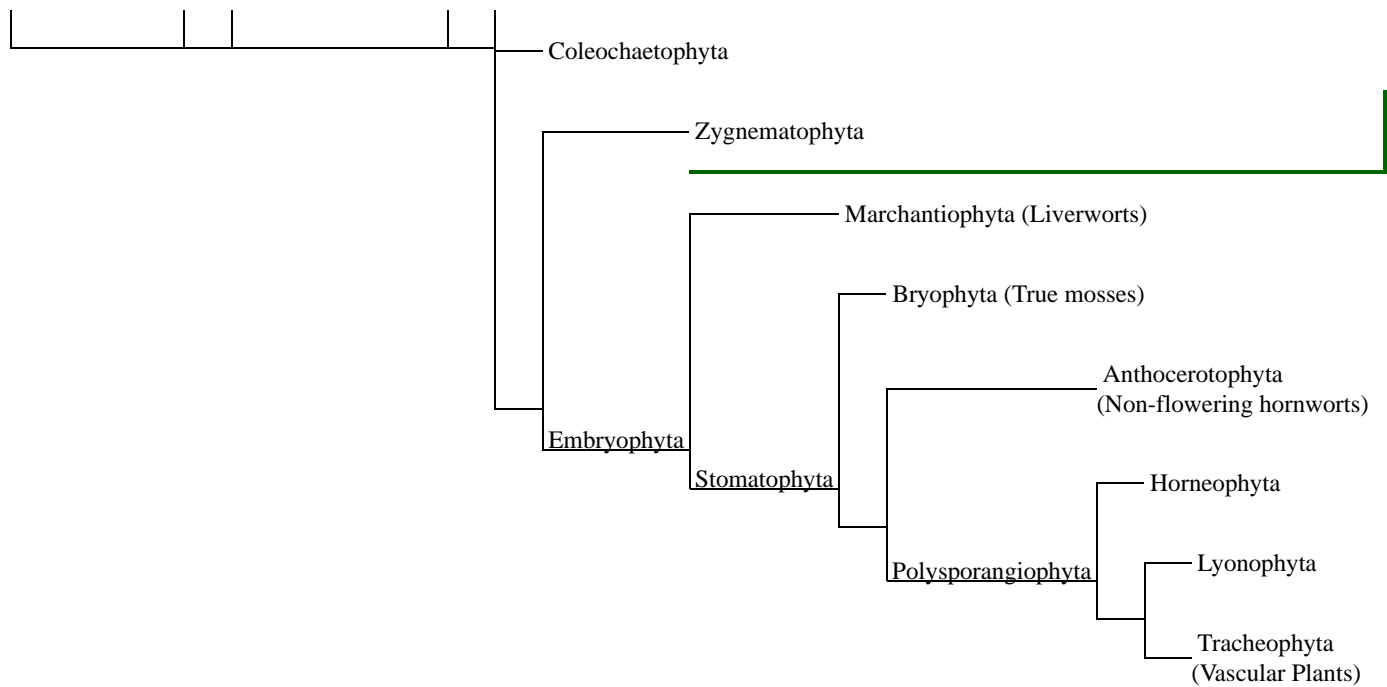 Coleochaetophyta
Zygnematophyta
Marchantiophyta (Liverworts)
Bryophyta (True mosses)
Anthocerotophyta
(Non-flowering hornworts)
Embryophyta
Stomatophyta
Horneophyta
Polysporangiophyta
Lyonophyta
Tracheophyta
(Vascular Plants)